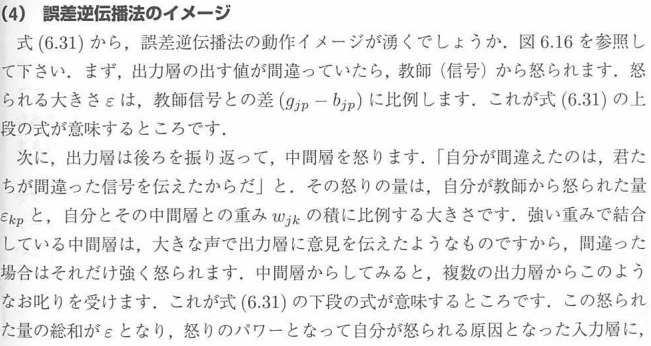 (4) 誤差逆伝播法のイメージ
式 (6.31) から，誤差逆伝播法の動作イメージが湧くでしょうか．図 6.16 を参照し
て下さい．まず，出力層の出す値が間違っていたら，教師（信号）から怒られます．怒
られる大きさ ε は，教師信号との差 (gjp − bjp) に比例します．これが式 (6.31) の上
段の式が意味するところです．
次に，出力層は後ろを振り返って，中間層を怒ります．「自分が間違えたのは，君た
ちが間違った信号を伝えたからだ」と．その怒りの量は，自分が教師から怒られた量
εkp と，自分とその中間層との重み wjk の積に比例する大きさです．強い重みで結合
している中間層は，大きな声で出力層に意見を伝えたようなものですから，間違った
場合はそれだけ強く怒られます．中間層からしてみると，複数の出力層からこのよう
なお叱りを受けます．これが式 (6.31) の下段の式が意味するところです．この怒られ
た量の総和が ε となり，怒りのパワーとなって自分が怒られる原因となった入力層に，